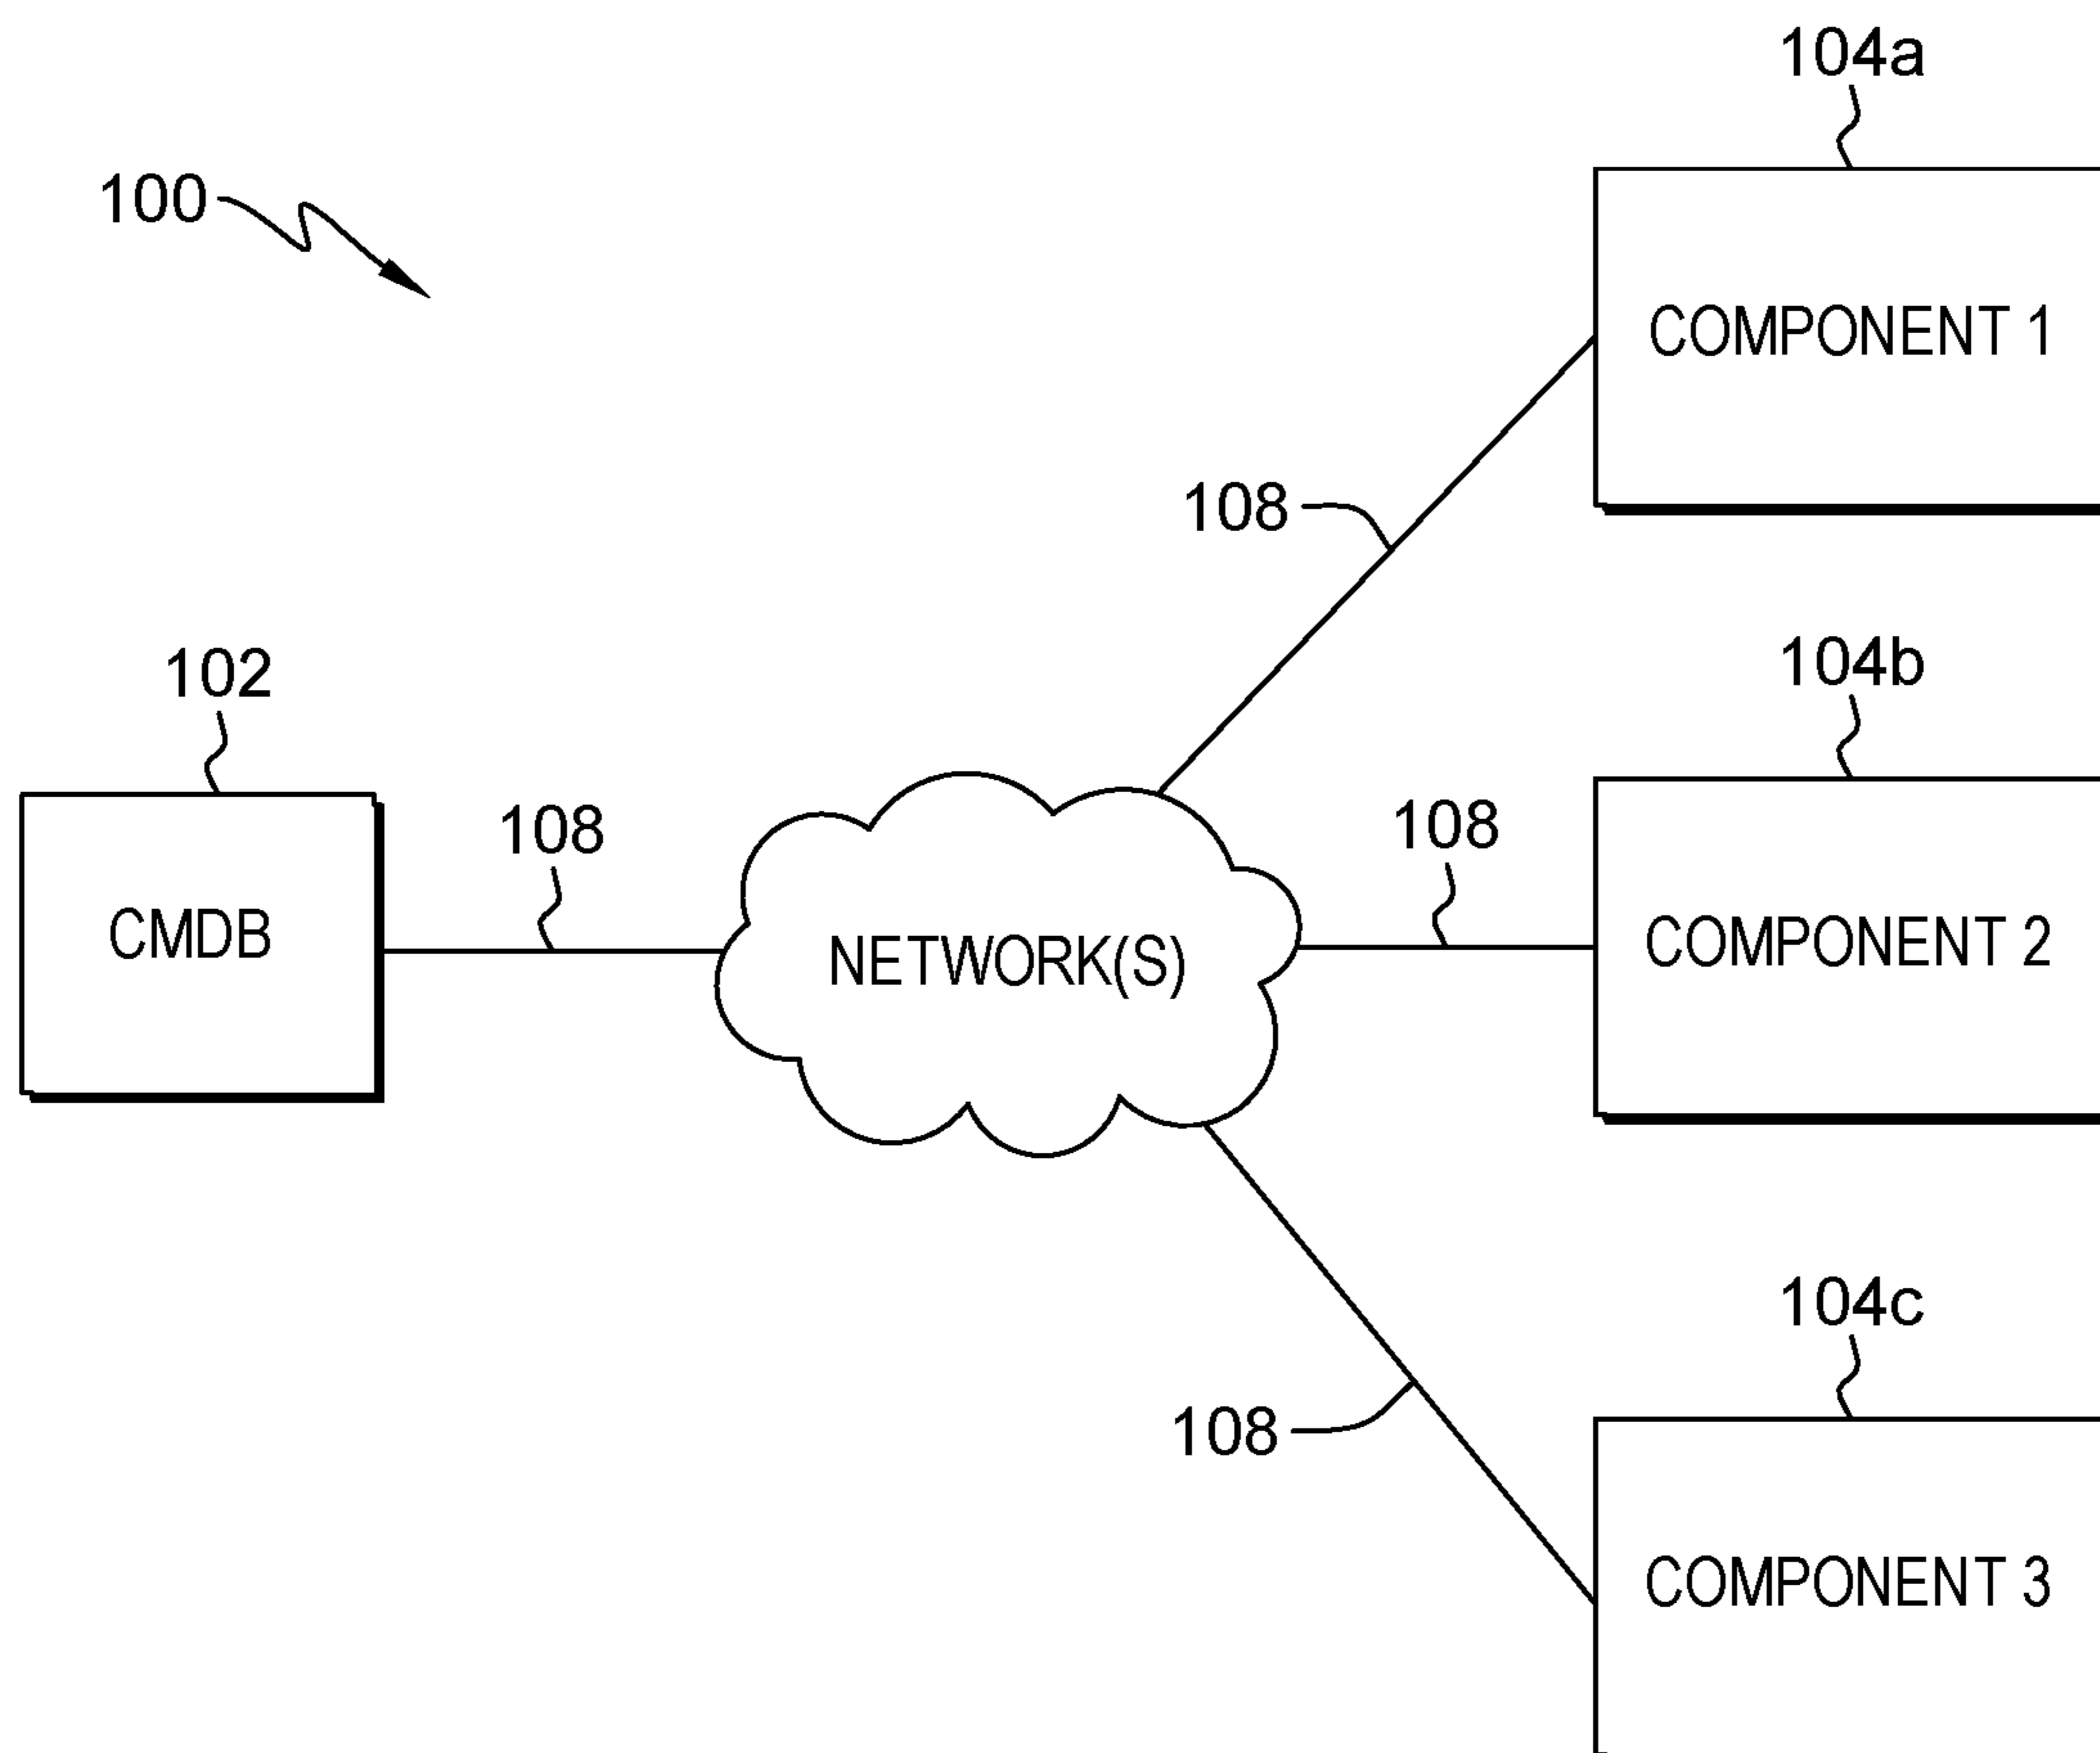 104a
100
COMPONENT 1
108
104b
102
108
108
CMDB
COMPONENT 2
NETWORK(S)
104c
108
COMPONENT 3